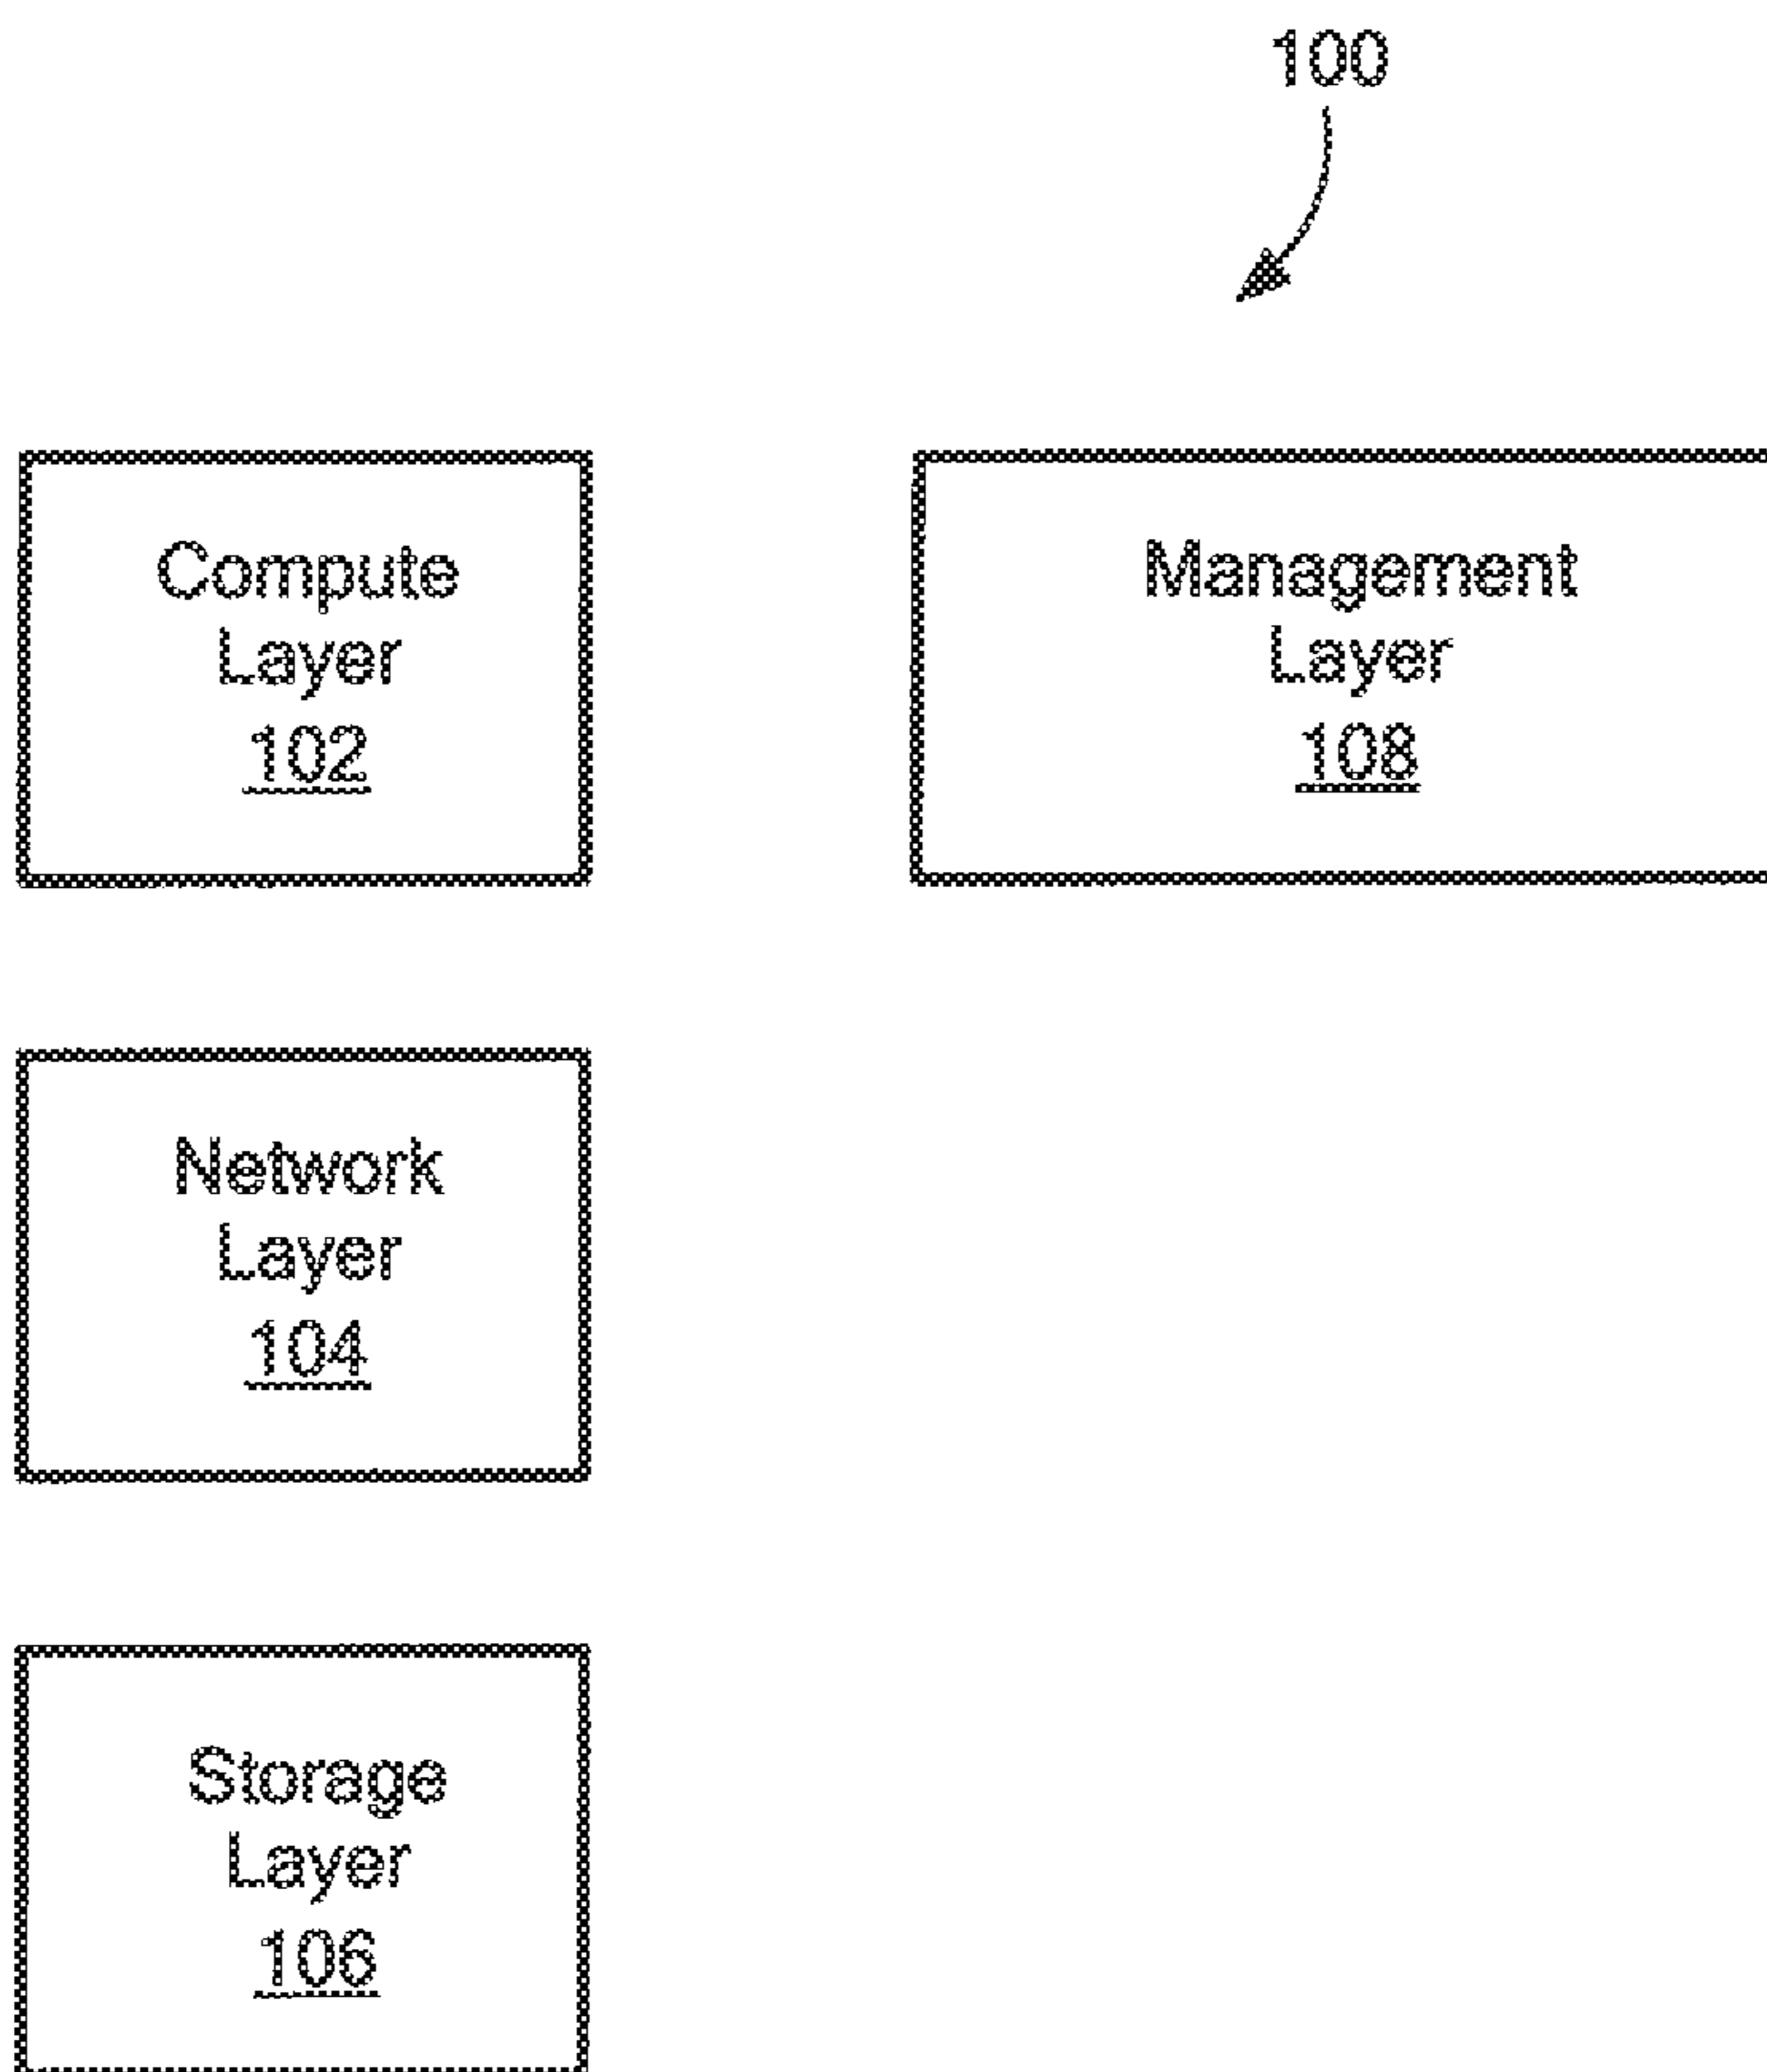 100
Compute
Layer
102
Management
Layer
108
Network
Layer
104
Storage
Layer
106